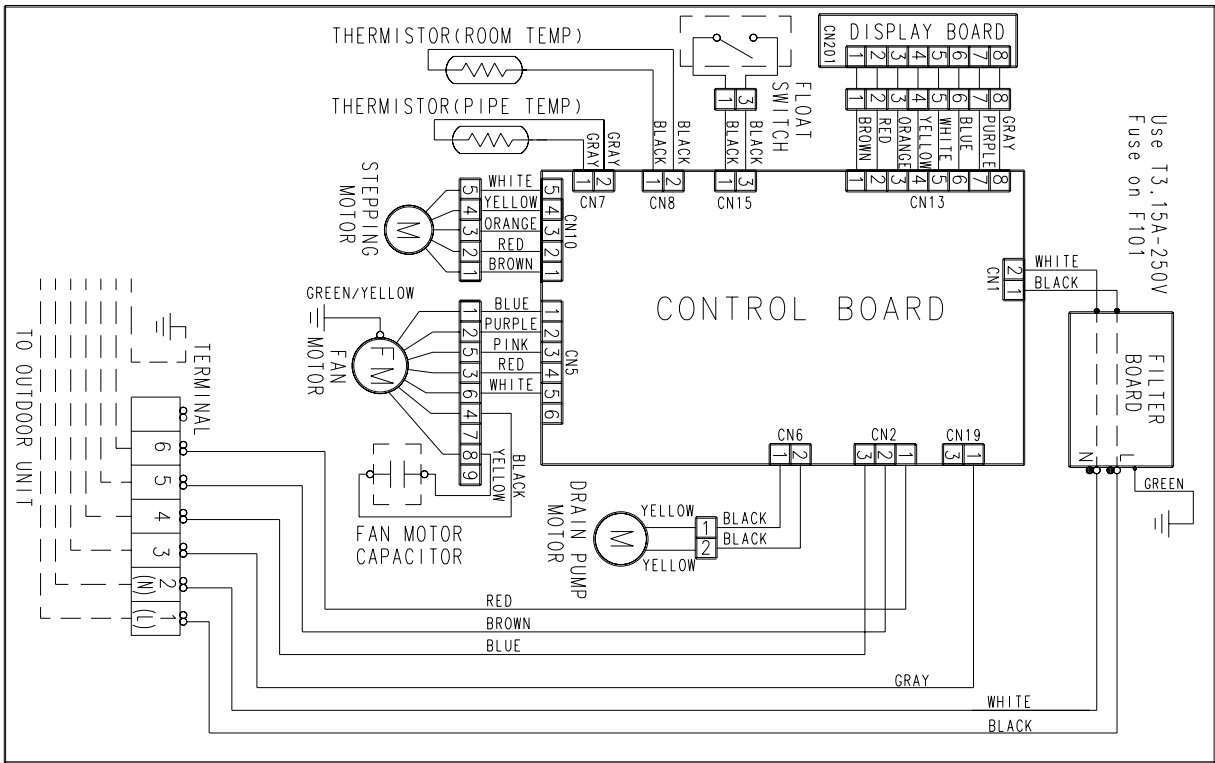 THERMISTOR(ROOM TEMP)
THERMISTOR(PIPE TEMP)
FLOAT
SWITCH
1 3
BLACK
BLACK
CN201
DISPLAY BOARD
1 2 3 4 5 6 7 8
1 2 3 4 5 6 7 8
BROWN
RED
ORANGE
YELLOW
WHITE
BLUE
PURPLE
GRAY
1 2 3 4 5 6 7 8
CN13
Use T3.15A-250V
Fuse on F101
GRAY
GRAY
1 2
CN7
BLACK
BLACK
1 2
CN8
1 3
CN15
STEPPING
MOTOR
M
5 WHITE 5
4 YELLOW 4
3 ORANGE 3
2 RED 2
1 BROWN 1
CN10
GREEN/YELLOW
FAN
MOTOR
FM
1 BLUE 1
2 PURPLE 2
5 PINK 3
3 RED 4
6 WHITE 5
4 6
7
8
9
CN5
BLACK
YELLOW
FAN MOTOR
CAPACITOR
CONTROL BOARD
CN1
2 WHITE
1 BLACK
FILTER
BOARD
N L
GREEN
CN6
1 2
CN2
3 2 1
CN19
3 1
DRAIN PUMP
MOTOR
M
YELLOW 1 BLACK
YELLOW 2 BLACK
TERMINAL
6
5
4
3
2 (N)
1 (L)
TO OUTDOOR UNIT
RED
BROWN
BLUE
GRAY
WHITE
BLACK